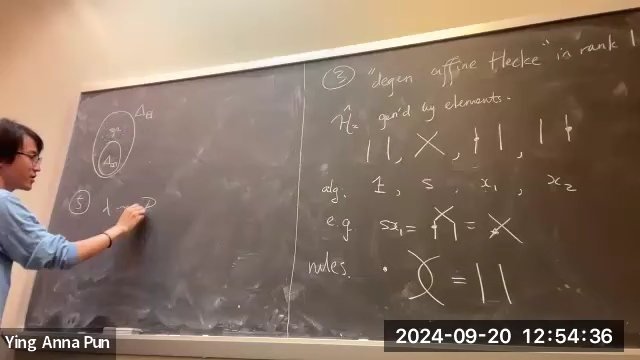 Δ
⑤ λ
③ "degen affine Hecke" in rank 1
Ĥ₂ gen'd by elements.
| | , X , | | , | |
alg. 1 , s , x₁ , x₂
e.g sx₁ = =
rules. • = | |
Ying Anna Pun
2024-09-20 12:54:36